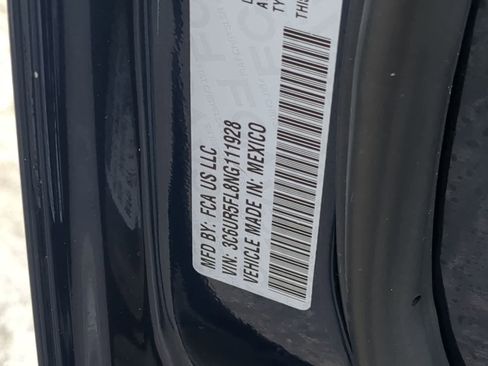 MFD BY: FCA US LLC
VIN: 3C6UR5FL8NG111928
VEHICLE MADE IN: MEXICO